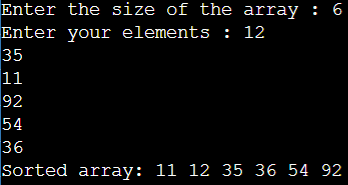 Enter the size of the array : 6
Enter your elements : 12
35
11
92
54
36
Sorted array: 11 12 35 36 54 92